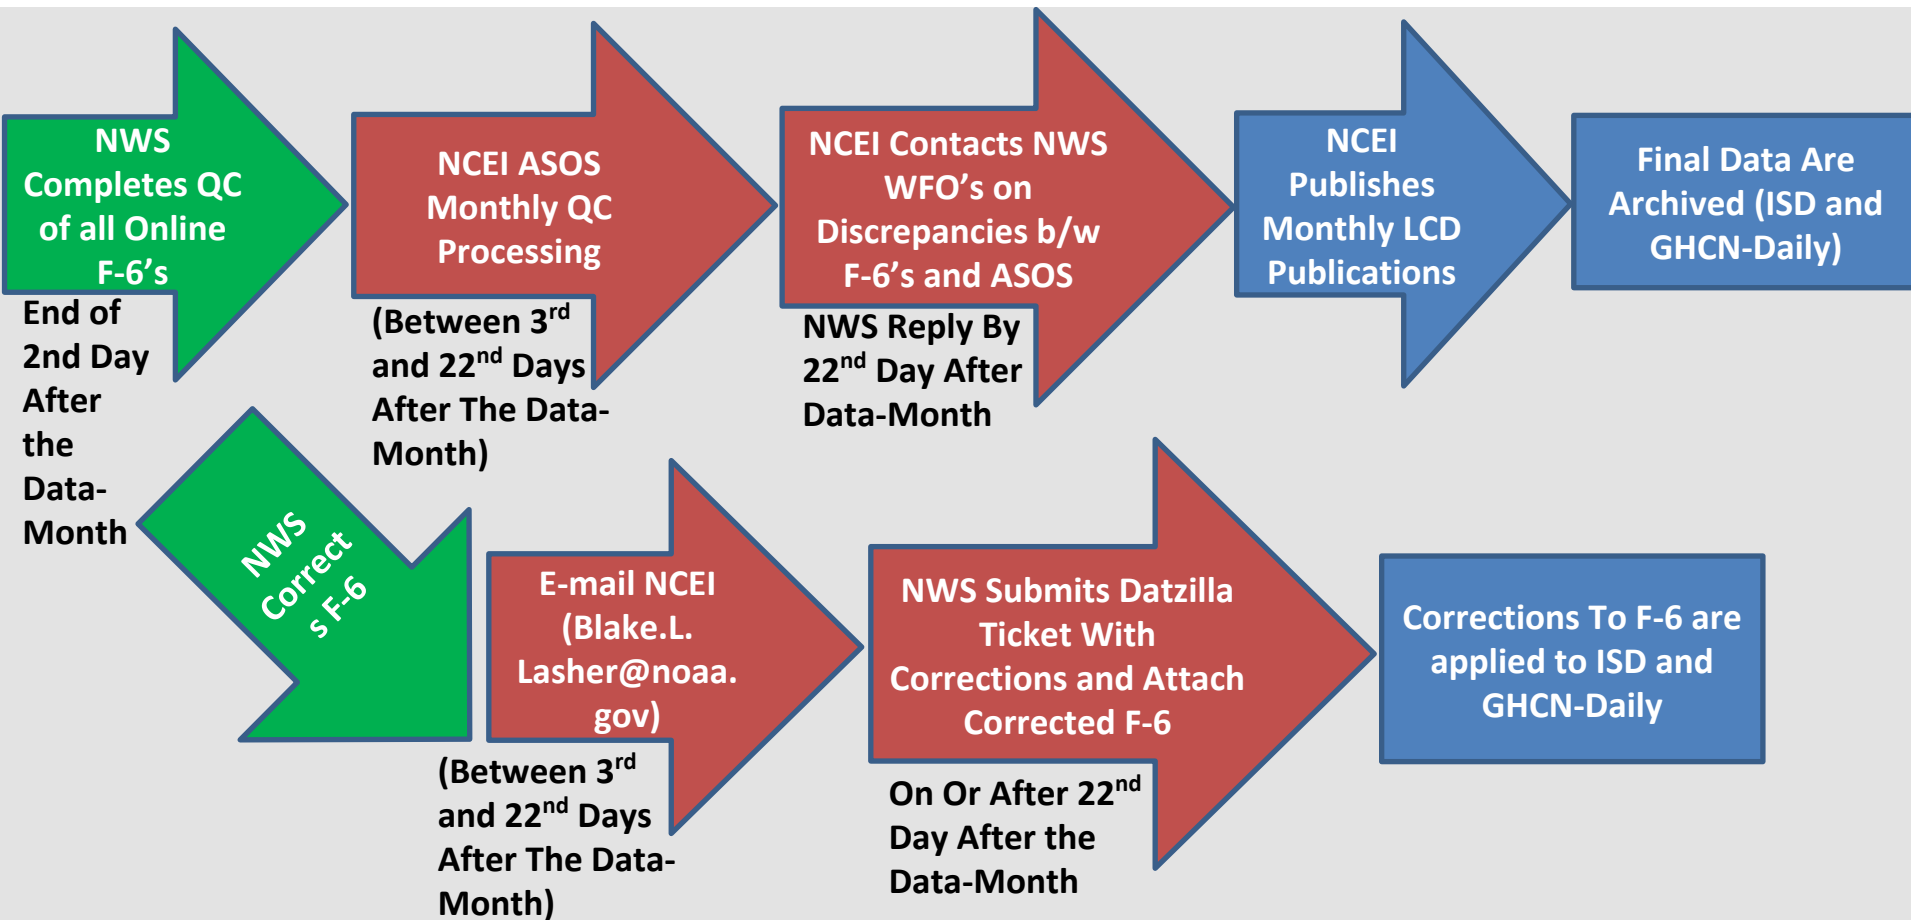 NWS
Completes QC
of all Online
F-6's
End of
2nd Day
After
the
Data-
Month
NCEI ASOS
Monthly QC
Processing
(Between 3rd
and 22nd Days
After The Data-
Month)
NCEI Contacts NWS
WFO's on
Discrepancies b/w
F-6's and ASOS
NWS Reply By
22nd Day After
Data-Month
NCEI
Publishes
Monthly LCD
Publications
Final Data Are
Archived (ISD and
GHCN-Daily)
NWS
Correct
s F-6
E-mail NCEI
(Blake.L.
Lasher@noaa.
gov)
(Between 3rd
and 22nd Days
After The Data-
Month)
NWS Submits Datzilla
Ticket With
Corrections and Attach
Corrected F-6
On Or After 22nd
Day After the
Data-Month
Corrections To F-6 are
applied to ISD and
GHCN-Daily